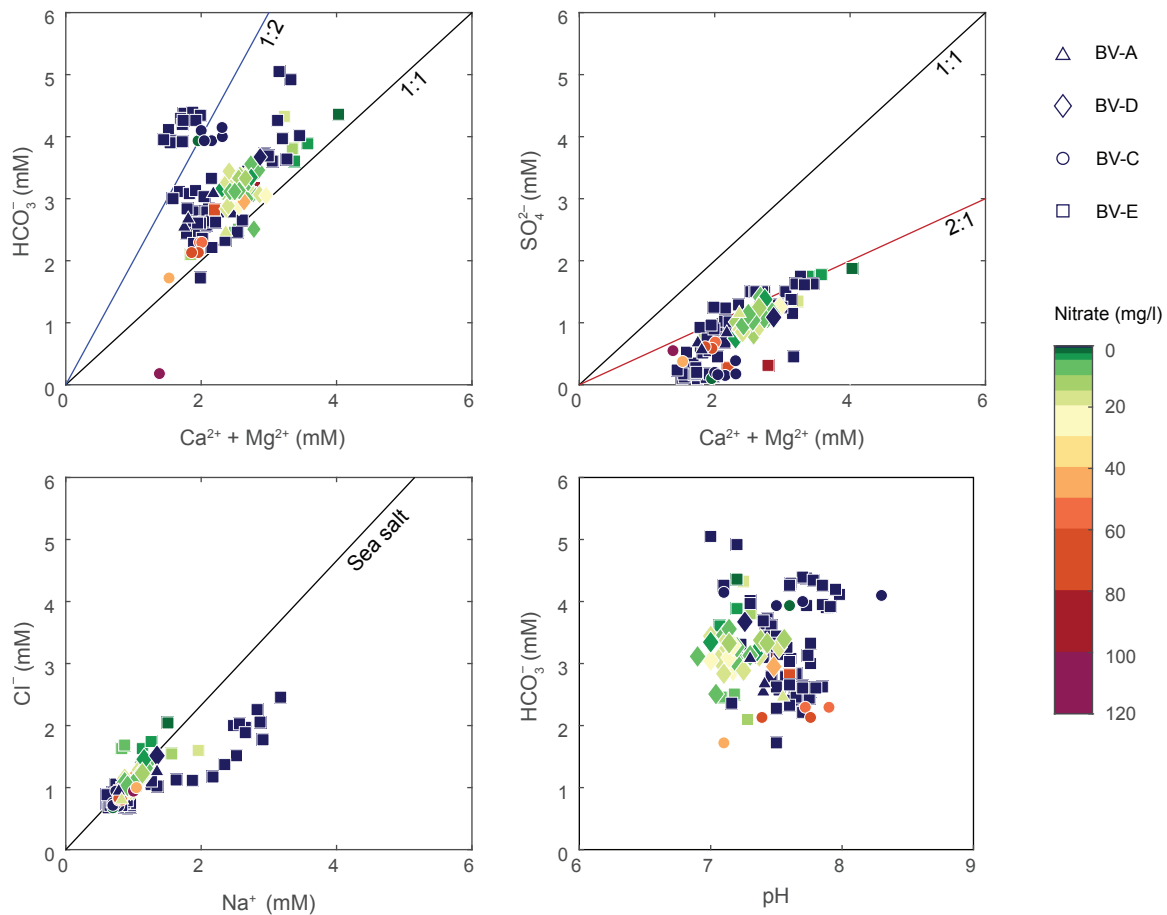 6
5
4
3
2
1
0
HCO₃⁻ (mM)
1:2
1:1
0 2 4 6
Ca²⁺ + Mg²⁺ (mM)
6
5
4
3
2
1
0
SO₄²⁻ (mM)
1:1
2:1
0 2 4 6
Ca²⁺ + Mg²⁺ (mM)
BV-A
BV-D
BV-C
BV-E
Nitrate (mg/l)
0
20
40
60
80
100
120
6
5
4
3
2
1
0
Cl⁻ (mM)
Sea salt
0 2 4 6
Na⁺ (mM)
6
5
4
3
2
1
0
HCO₃⁻ (mM)
6 7 8 9
pH